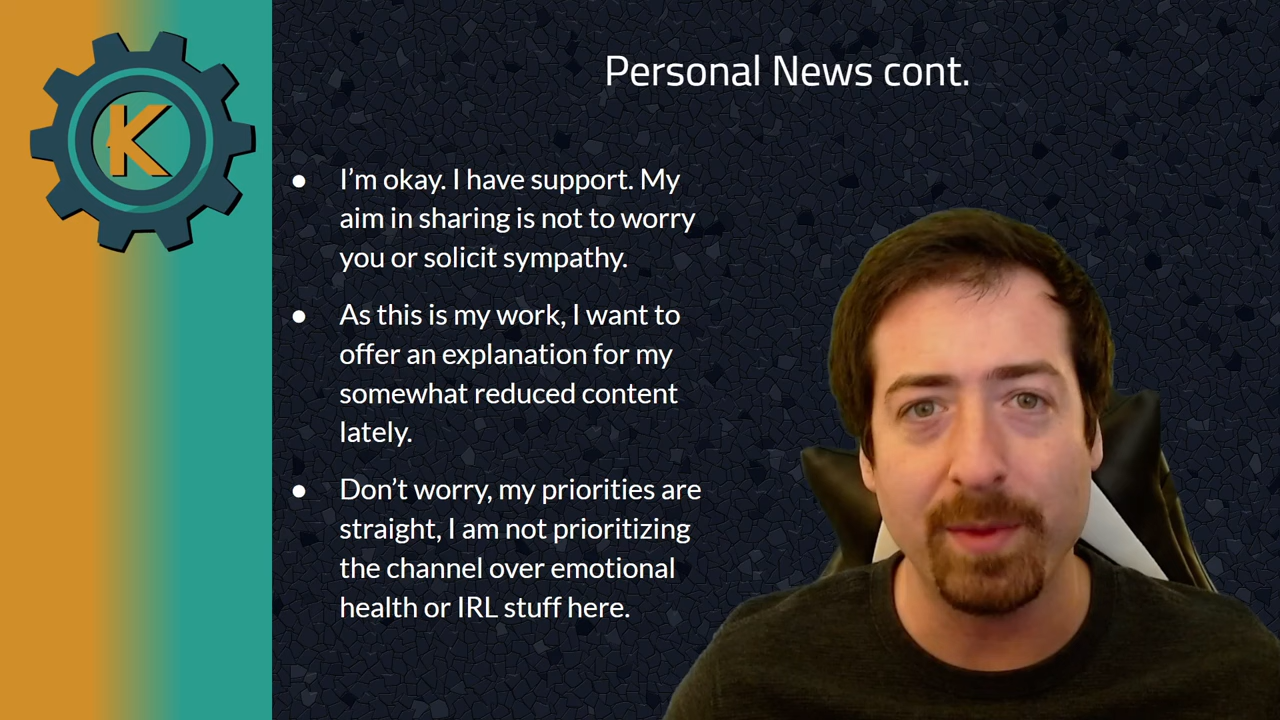 K
Personal News cont.
● I’m okay. I have support. My
aim in sharing is not to worry
you or solicit sympathy.
● As this is my work, I want to
offer an explanation for my
somewhat reduced content
lately.
● Don’t worry, my priorities are
straight, I am not prioritizing
the channel over emotional
health or IRL stuff here.